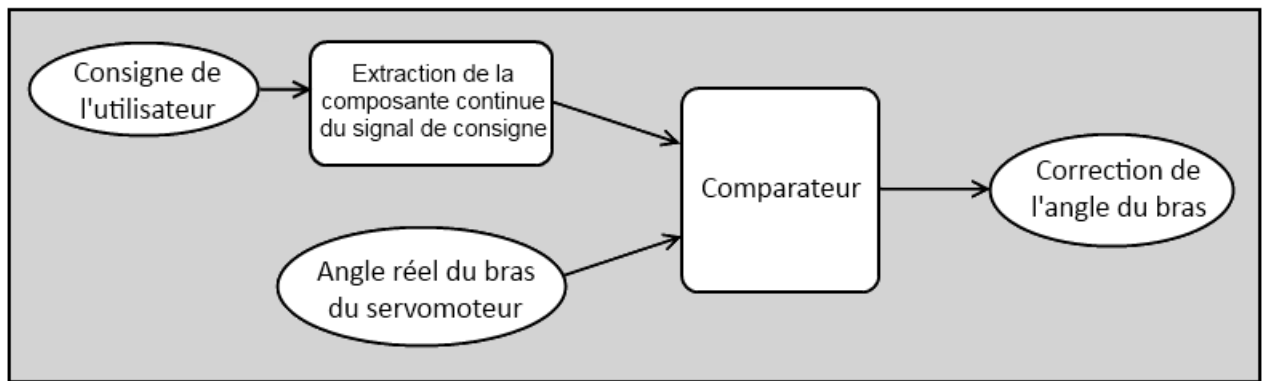 Consigne de
l'utilisateur
Extraction de la
composante continue
du signal de consigne
Angle réel du bras
du servomoteur
Comparateur
Correction de
l'angle du bras